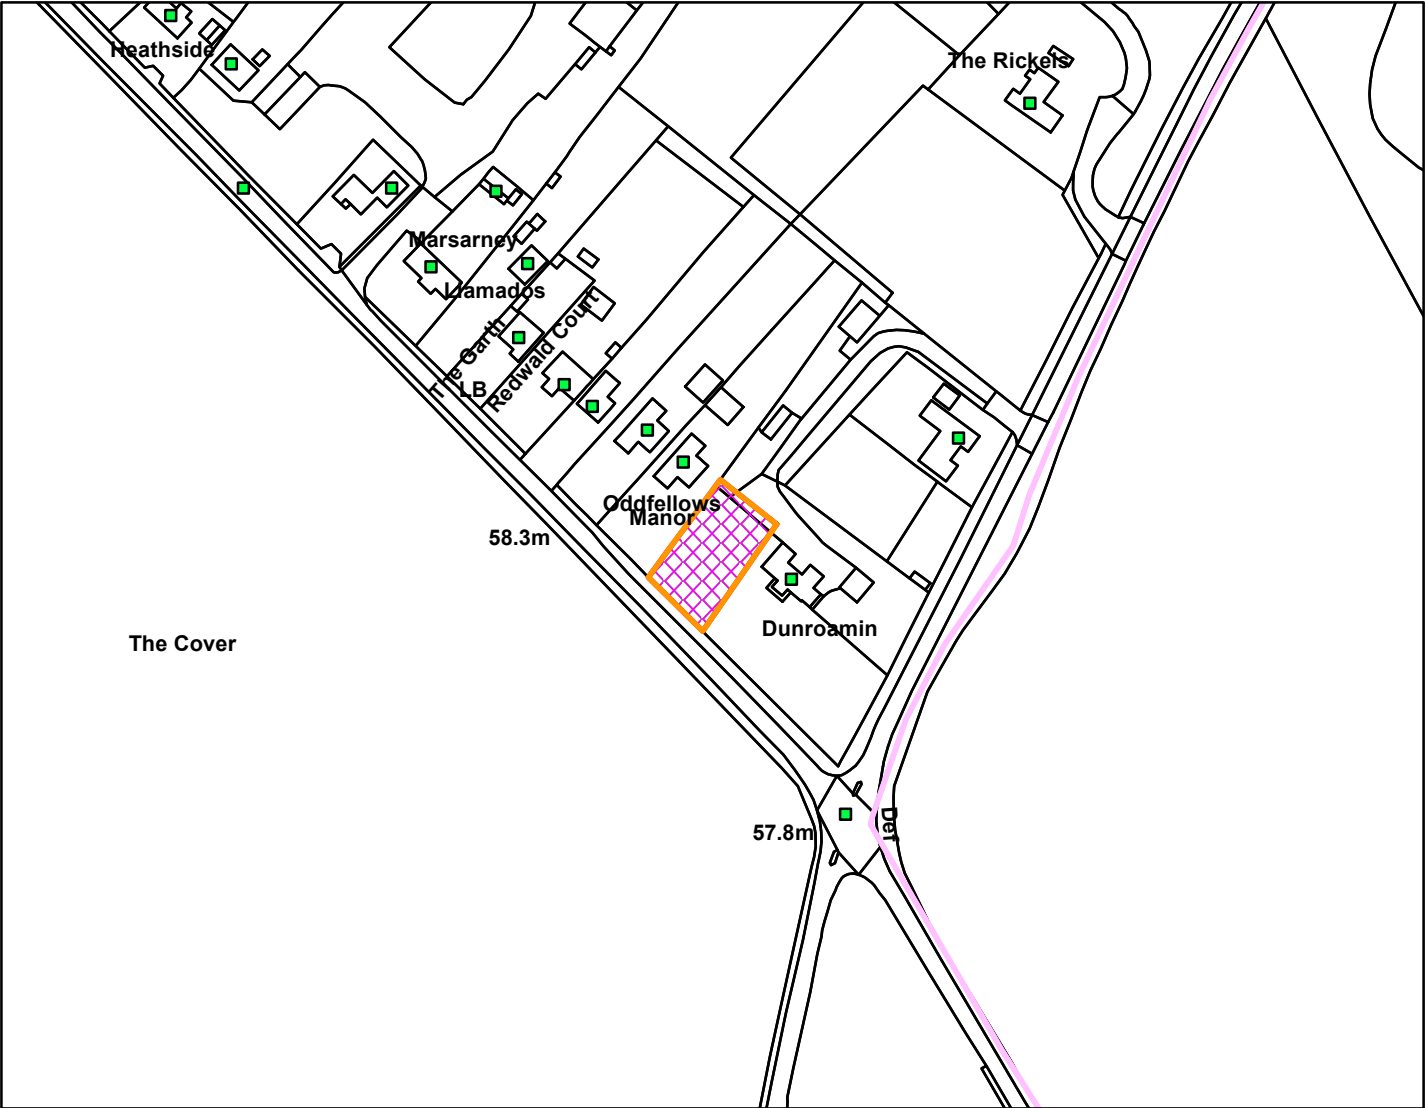 Heathside
The Rickels
Marsarney
Llamados
The Garth
Redwald Court
LB
Oddfellows
Manor
58.3m
Dunroamin
The Cover
57.8m
Def